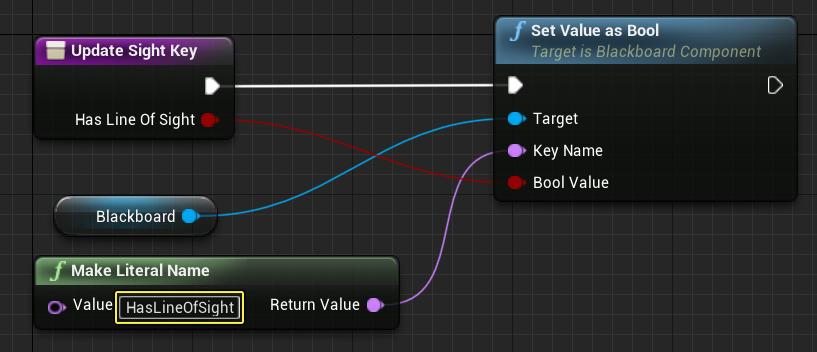 Update Sight Key
Has Line Of Sight
Set Value as Bool
Target is Blackboard Component
Target
Key Name
Bool Value
Blackboard
Make Literal Name
Value HasLineOfSight Return Value